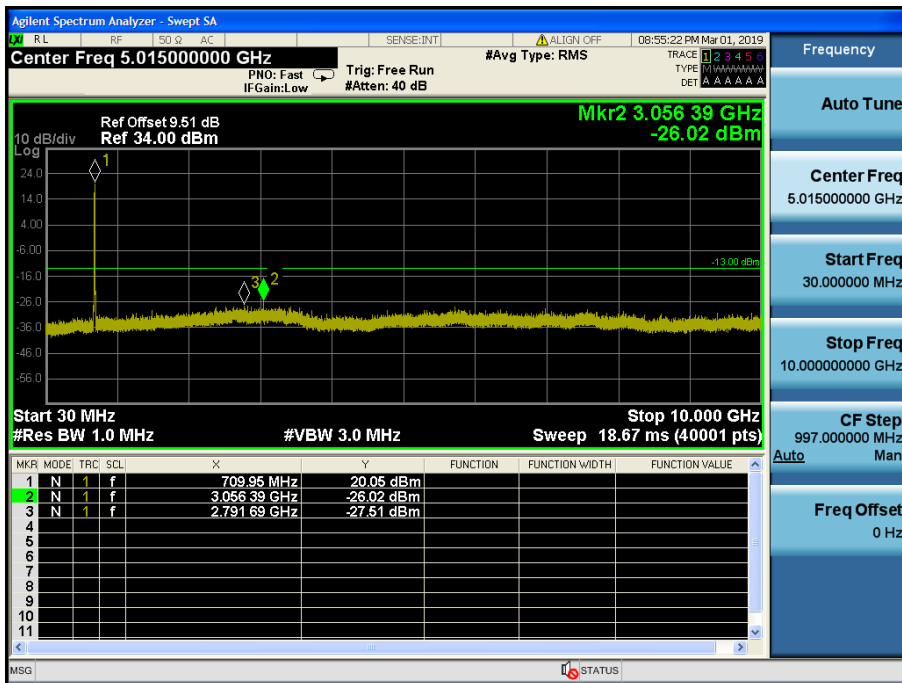 Agilent Spectrum Analyzer - Swept SA
LXI RL RF 50 Ω AC SENSE:INT ALIGN OFF 08:55:22 PM Mar 01, 2019
Center Freq 5.015000000 GHz #Avg Type: RMS TRACE 1 2 3 4 5 6
PNO: Fast Trig: Free Run TYPE M WWWWW
IFGain:Low #Atten: 40 dB DET A A A A A A
Mkr2 3.056 39 GHz
-26.02 dBm
Ref Offset 9.51 dB
10 dB/div Ref 34.00 dBm
Log
1
24.0
14.0
4.00
-6.00
-13.00 dBm
-16.0
3 2
-26.0
-36.0
-46.0
-56.0
Start 30 MHz Stop 10.000 GHz
#Res BW 1.0 MHz #VBW 3.0 MHz Sweep 18.67 ms (40001 pts)
MKR MODE TRC SCL X Y FUNCTION FUNCTION WIDTH FUNCTION VALUE
1 N 1 f 709.95 MHz 20.05 dBm
2 N 1 f 3.056 39 GHz -26.02 dBm
3 N 1 f 2.791 69 GHz -27.51 dBm
4
5
6
7
8
9
10
11
MSG STATUS
Frequency
Auto Tune
Center Freq
5.015000000 GHz
Start Freq
30.000000 MHz
Stop Freq
10.000000000 GHz
CF Step
997.000000 MHz
Auto Man
Freq Offset
0 Hz